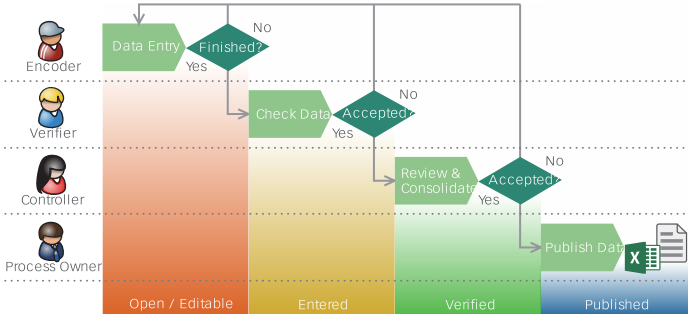 No
Data Entry
Finished?
Encoder
Yes
No
Check Data
Accepted?
Verifier
Yes
No
Review &
Consolidate
Accepted?
Controller
Yes
Publish Data
X
Process Owner
Open / Editable
Entered
Verified
Published